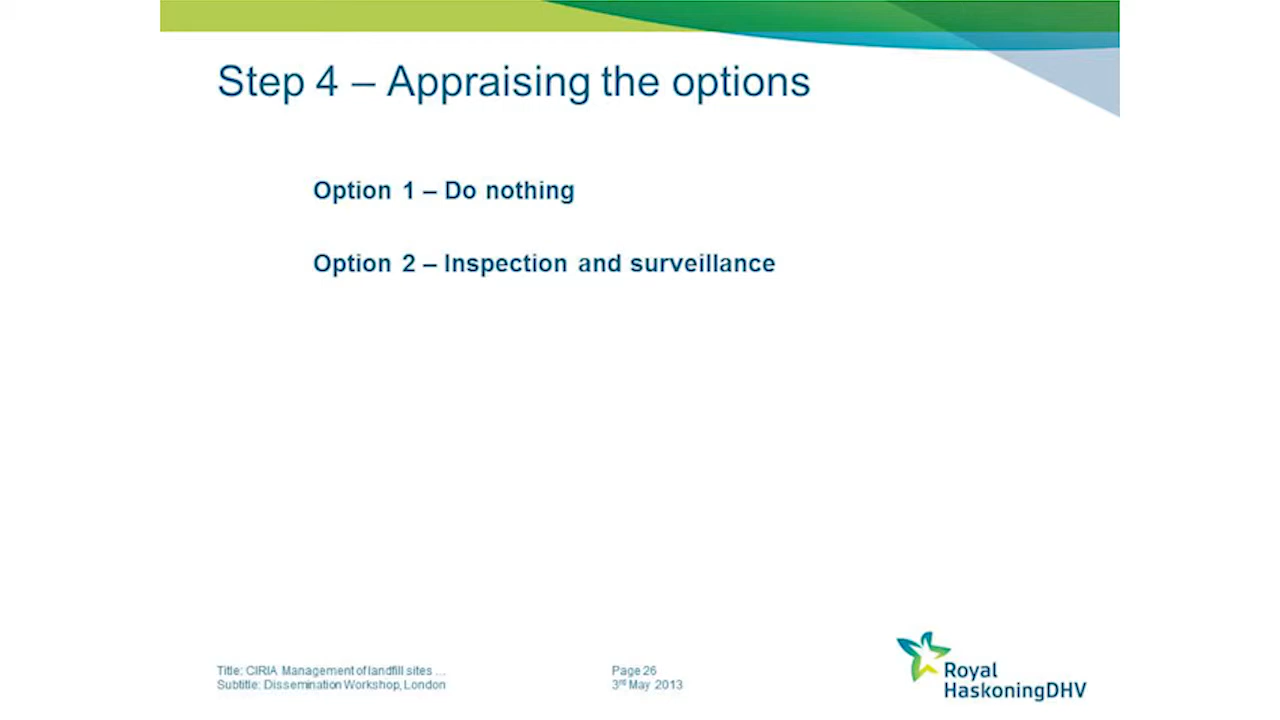 Step 4 – Appraising the options
Option 1 – Do nothing
Option 2 – Inspection and surveillance
Title: CIRIA Management of landfill sites ...
Subtitle: Dissemination Workshop, London
Page 26
3rd May 2013
Royal
HaskoningDHV